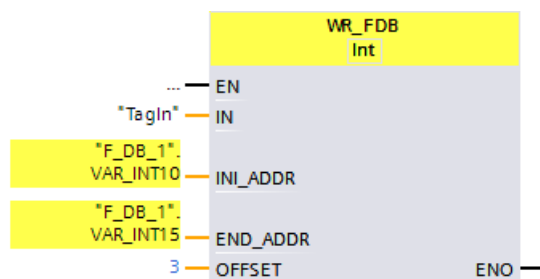 WR_FDB
Int
... EN
"TagIn" IN
"F_DB_1".
VAR_INT10 INI_ADDR
"F_DB_1".
VAR_INT15 END_ADDR
3 OFFSET ENO